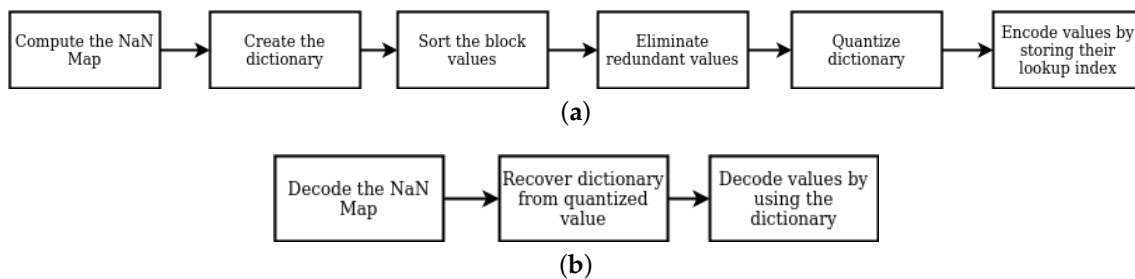 Compute the NaN
Map
Create the
dictionary
Sort the block
values
Eliminate
redundant values
Quantize
dictionary
Encode values by
storing their
lookup index
(a)
Decode the NaN
Map
Recover dictionary
from quantized
value
Decode values by
using the
dictionary
(b)